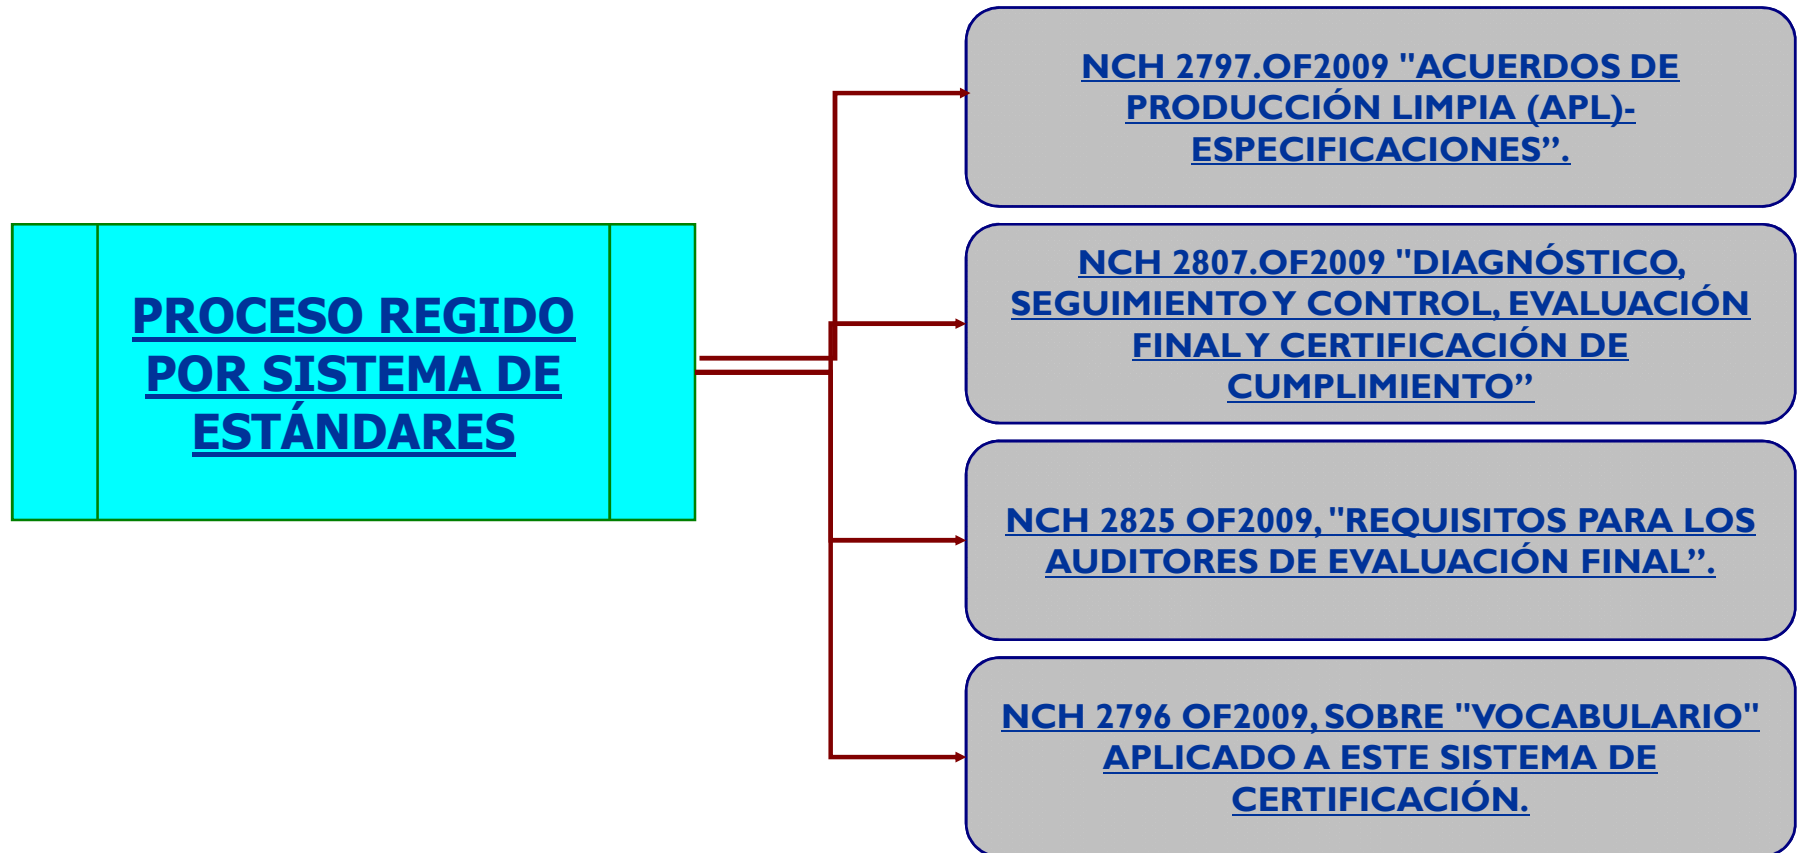 PROCESO REGIDO
POR SISTEMA DE
ESTÁNDARES
NCH 2797.OF2009 "ACUERDOS DE
PRODUCCIÓN LIMPIA (APL)-
ESPECIFICACIONES”.
NCH 2807.OF2009 "DIAGNÓSTICO,
SEGUIMIENTO Y CONTROL, EVALUACIÓN
FINAL Y CERTIFICACIÓN DE
CUMPLIMIENTO”
NCH 2825 OF2009, "REQUISITOS PARA LOS
AUDITORES DE EVALUACIÓN FINAL”.
NCH 2796 OF2009, SOBRE "VOCABULARIO"
APLICADO A ESTE SISTEMA DE
CERTIFICACIÓN.